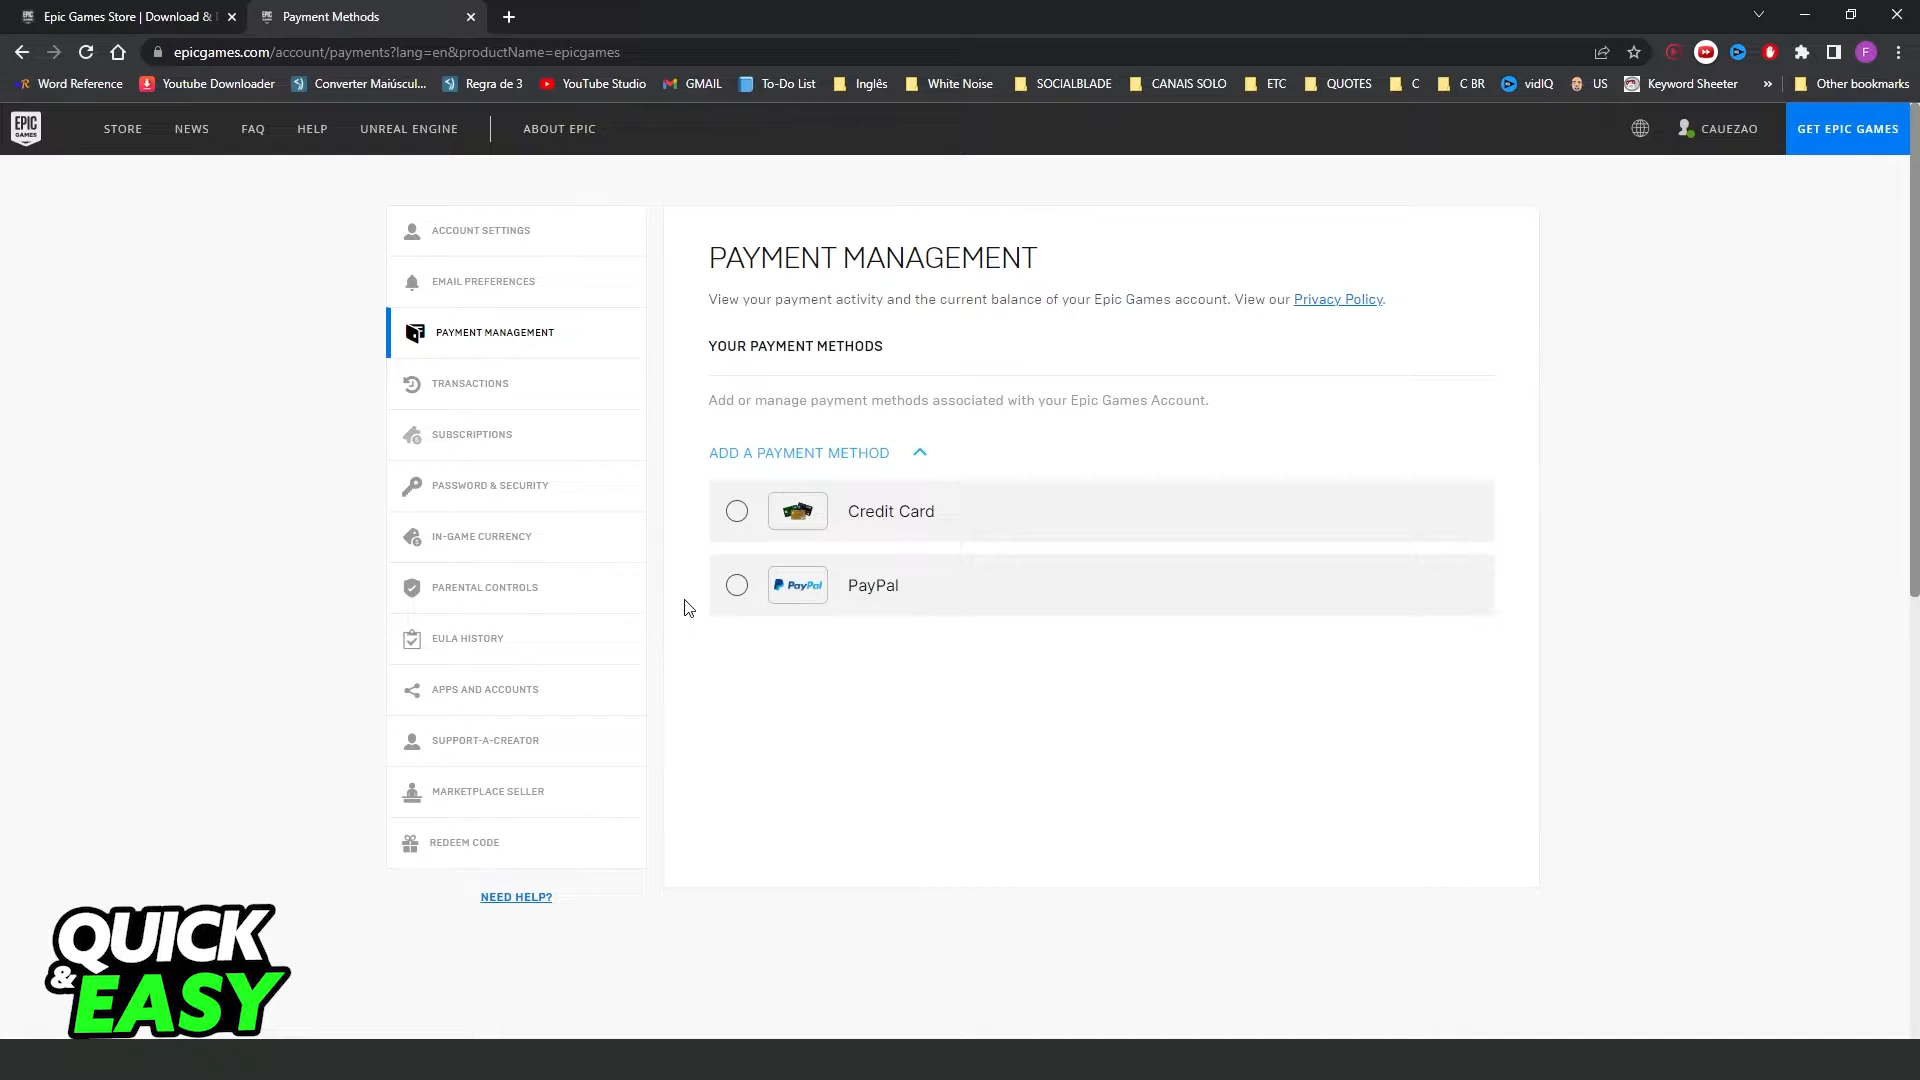 Epic Games Store | Download &
Payment Methods
epicgames.com/account/payments?lang=en&productName=epicgames
F
Word Reference
Youtube Downloader
Converter Maiúscul...
Regra de 3
YouTube Studio
GMAIL
To-Do List
Inglês
White Noise
SOCIALBLADE
CANAIS SOLO
ETC
QUOTES
C
C BR
vidIQ
US
Keyword Sheeter
»
Other bookmarks
EPIC
GAMES
STORE
NEWS
FAQ
HELP
UNREAL ENGINE
ABOUT EPIC
CAUEZAO
GET EPIC GAMES
ACCOUNT SETTINGS
EMAIL PREFERENCES
PAYMENT MANAGEMENT
TRANSACTIONS
SUBSCRIPTIONS
PASSWORD & SECURITY
IN-GAME CURRENCY
PARENTAL CONTROLS
EULA HISTORY
APPS AND ACCOUNTS
SUPPORT-A-CREATOR
MARKETPLACE SELLER
REDEEM CODE
NEED HELP?
PAYMENT MANAGEMENT
View your payment activity and the current balance of your Epic Games account. View our Privacy Policy.
YOUR PAYMENT METHODS
Add or manage payment methods associated with your Epic Games Account.
ADD A PAYMENT METHOD
Credit Card
PayPal PayPal
QUICK
& EASY